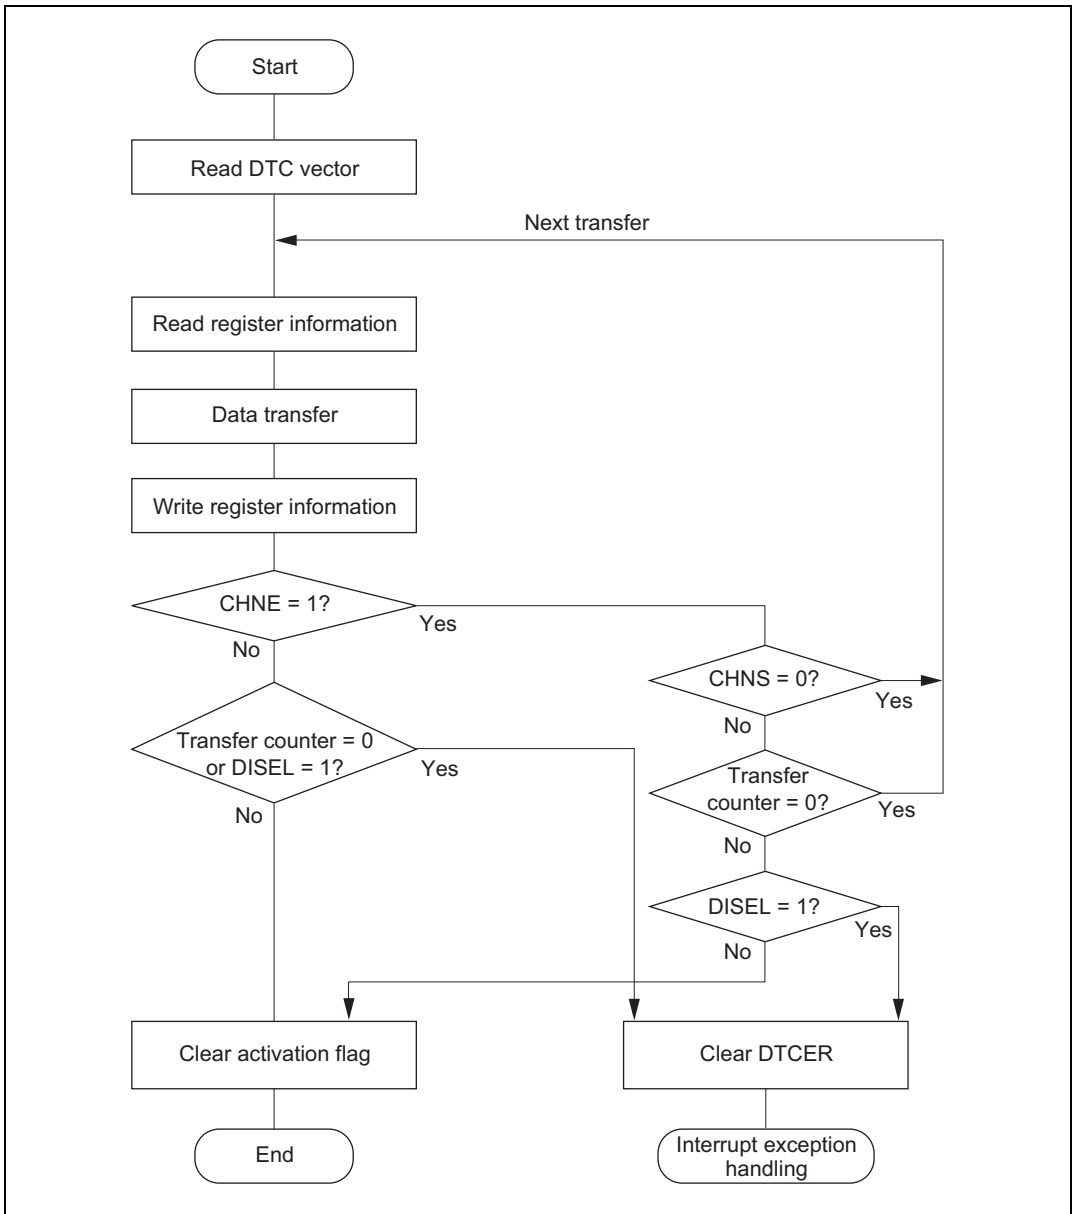 Start
Read DTC vector
Next transfer
Read register information
Data transfer
Write register information
CHNE = 1?
Yes
No
CHNS = 0?
Yes
No
Transfer counter = 0
or DISEL = 1?
Yes
No
Transfer
counter = 0?
Yes
No
DISEL = 1?
Yes
No
Clear activation flag
Clear DTCER
End
Interrupt exception
handling